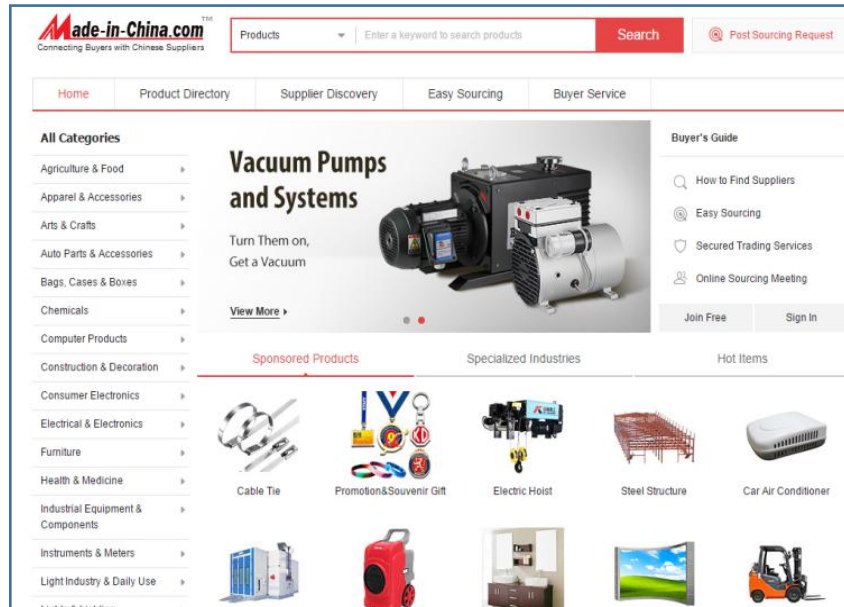 Made-in-China.com™
Connecting Buyers with Chinese Suppliers
Products
Enter a keyword to search products
Search
Post Sourcing Request
Home
Product Directory
Supplier Discovery
Easy Sourcing
Buyer Service
All Categories
Agriculture & Food
Apparel & Accessories
Arts & Crafts
Auto Parts & Accessories
Bags, Cases & Boxes
Chemicals
Computer Products
Construction & Decoration
Consumer Electronics
Electrical & Electronics
Furniture
Health & Medicine
Industrial Equipment &
Components
Instruments & Meters
Light Industry & Daily Use
Vacuum Pumps
and Systems
Turn Them on,
Get a Vacuum
View More
Buyer's Guide
How to Find Suppliers
Easy Sourcing
Secured Trading Services
Online Sourcing Meeting
Join Free
Sign In
Sponsored Products
Specialized Industries
Hot Items
Cable Tie
Promotion&Souvenir Gift
Electric Hoist
Steel Structure
Car Air Conditioner